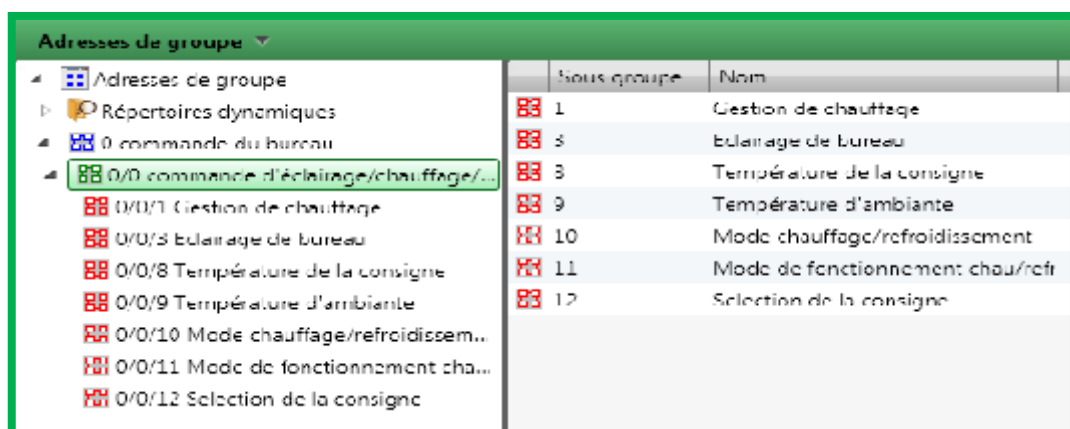 Adresses de groupe
Adresses de groupe
Répertoires dynamiques
0 commande du bureau
0/0 commande d'éclairage/chauffage/...
0/0/1 Gestion de chauffage
0/0/3 Eclairage de bureau
0/0/8 Température de la consigne
0/0/9 Température d'ambiante
0/0/10 Mode chauffage/refroidissem...
0/0/11 Mode de fonctionnement cha...
0/0/12 Selection de la consigne
Sous groupe Nom
1 Gestion de chauffage
3 Eclairage de bureau
8 Température de la consigne
9 Température d'ambiante
10 Mode chauffage/refroidissement
11 Mode de fonctionnement chau/refr
12 Selection de la consigne